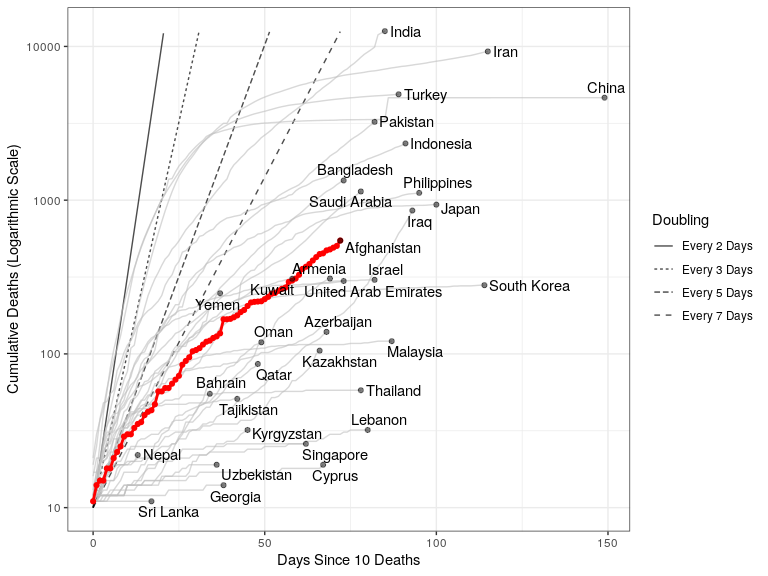 India
Iran
China
Turkey
Pakistan
Indonesia
Bangladesh
Philippines
Saudi Arabia
Japan
Iraq
Afghanistan
Armenia
Israel
Kuwait
United Arab Emirates
South Korea
Yemen
Azerbaijan
Oman
Malaysia
Kazakhstan
Qatar
Bahrain
Thailand
Tajikistan
Lebanon
Kyrgyzstan
Nepal
Singapore
Uzbekistan
Cyprus
Georgia
Sri Lanka
10000
1000
100
10
0
50
100
150
Days Since 10 Deaths
Cumulative Deaths (Logarithmic Scale)
Doubling
Every 2 Days
Every 3 Days
Every 5 Days
Every 7 Days